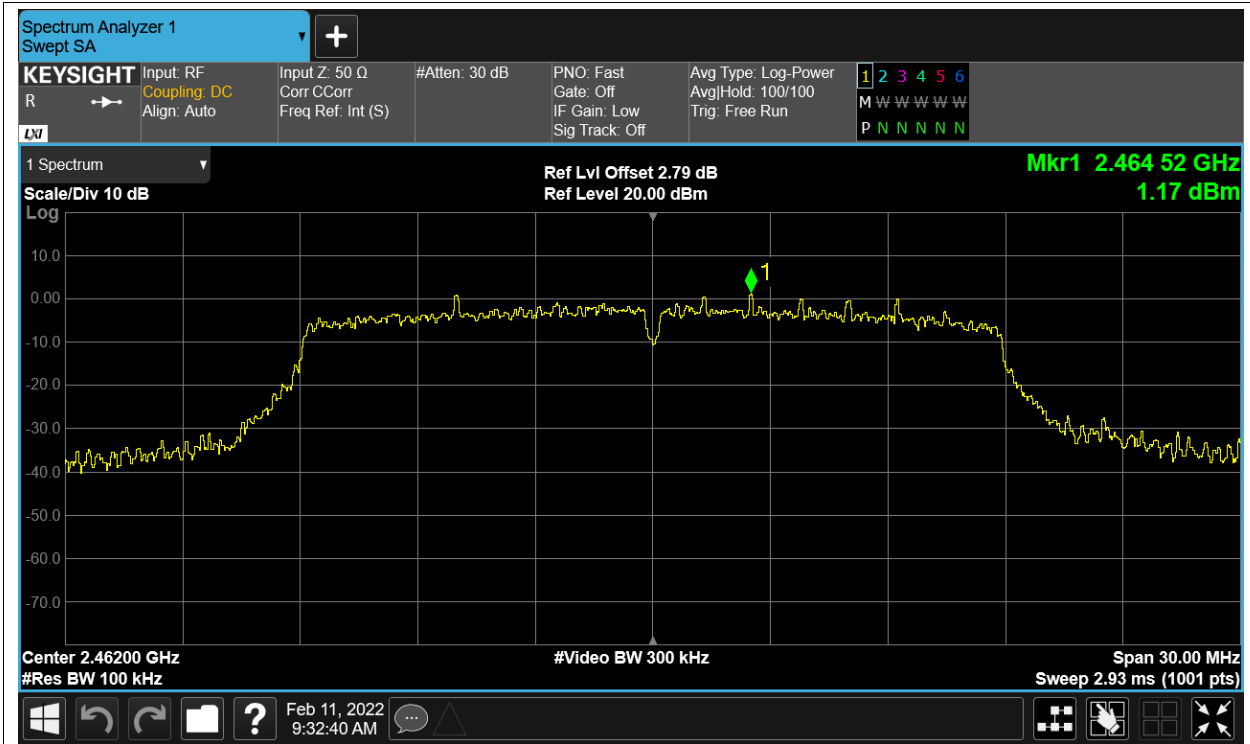 Spectrum Analyzer 1
Swept SA
KEYSIGHT
R
LXI
Input: RF
Coupling: DC
Align: Auto
Input Z: 50 Ω
Corr CCorr
Freq Ref: Int (S)
#Atten: 30 dB
PNO: Fast
Gate: Off
IF Gain: Low
Sig Track: Off
Avg Type: Log-Power
Avg|Hold: 100/100
Trig: Free Run
1 2 3 4 5 6
M W W W W W
P N N N N N
1 Spectrum
Scale/Div 10 dB
Ref Lvl Offset 2.79 dB
Ref Level 20.00 dBm
Mkr1 2.464 52 GHz
1.17 dBm
Log
10.0
0.00
-10.0
-20.0
-30.0
-40.0
-50.0
-60.0
-70.0
1
Center 2.46200 GHz
#Video BW 300 kHz
Span 30.00 MHz
#Res BW 100 kHz
Sweep 2.93 ms (1001 pts)
?
Feb 11, 2022
9:32:40 AM